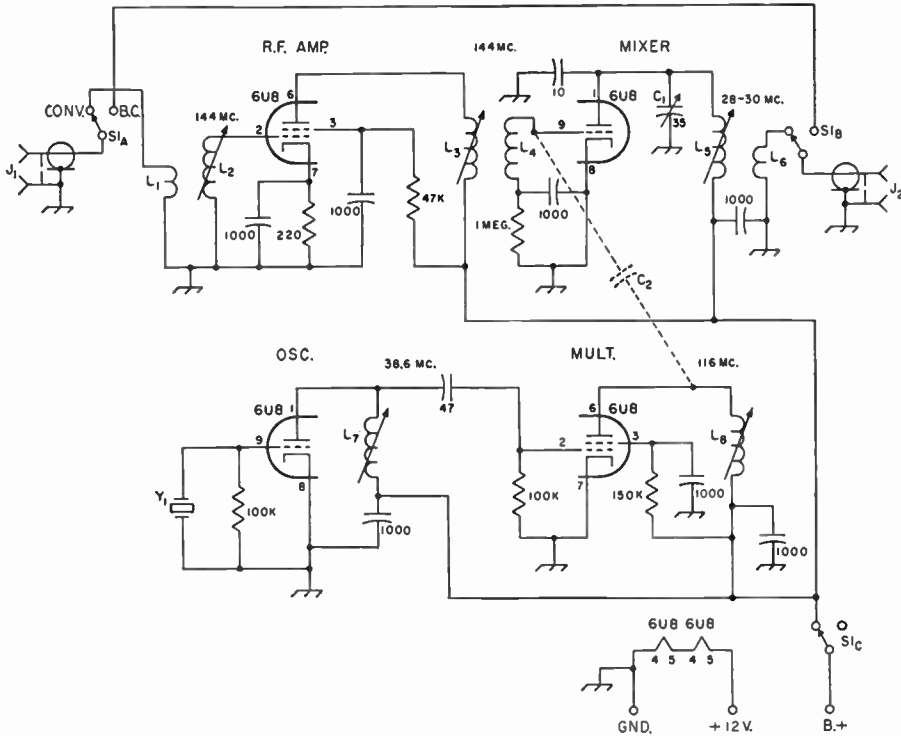 R.F. AMP.
144 MC.
MIXER
CONV.
B.C.
S1A
J1
L1
144 MC.
L2
6U8
6
2
3
7
1000
220
1000
47K
L3
10
1
6U8
9
8
L4
1 MEG.
1000
C1
35
28-30 MC.
L5
L6
1000
S1B
J2
C2
OSC.
38.6 MC.
MULT.
116 MC.
6U8
1
9
8
Y1
100K
L7
1000
47
6
6U8
2
3
7
100K
150K
1000
L8
1000
6U8 6U8
4 5 4 5
S1C
GND.
+12V.
B.+